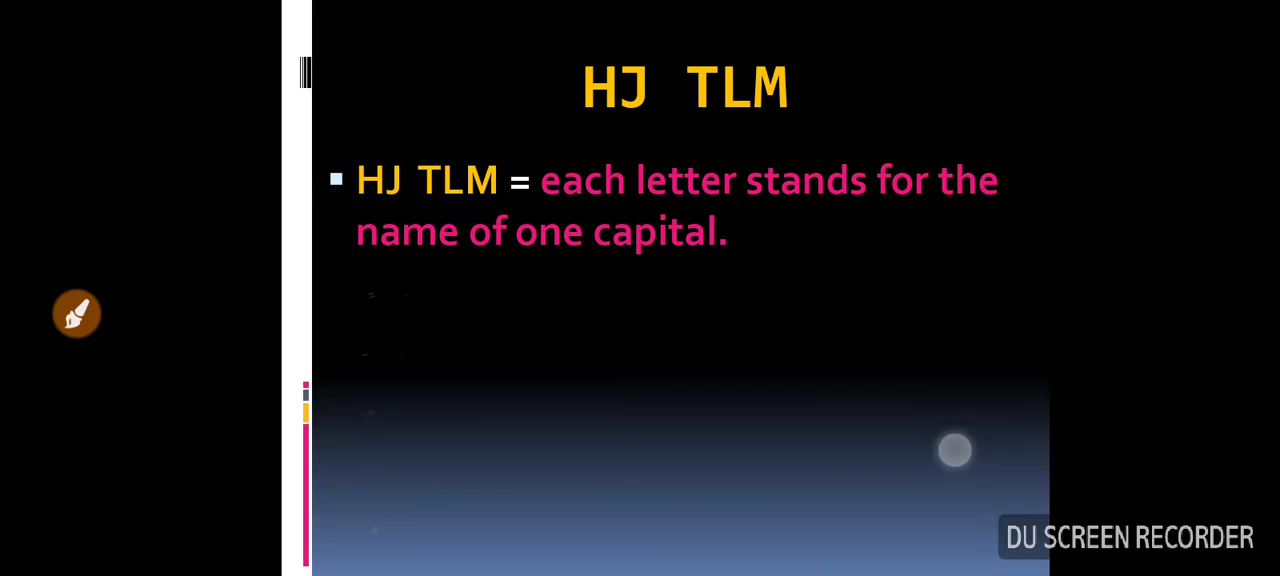 HJ TLM
HJ TLM = each letter stands for the
name of one capital.
DU SCREEN RECORDER